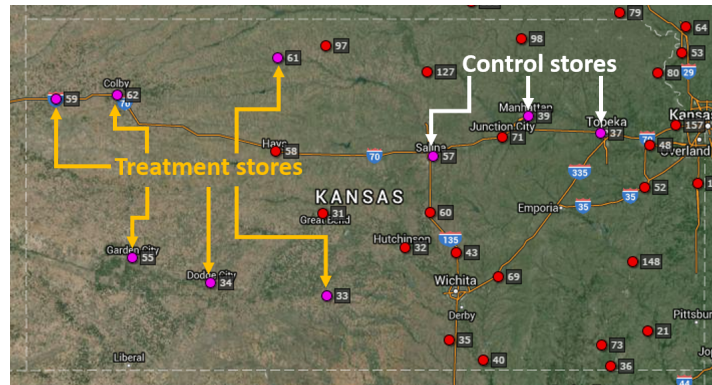 79
64
61
97
98
53
127
Control stores
80
29
Colby
59
62
70
Manhattan
39
Kansas
Topeka
157
Junction City
37
71
70
Hays
58
70
Salina
57
48
Overland
Treatment stores
335
52
KANSAS
35
31
Great Bend
60
Emporia
35
Garden City
Hutchinson
135
32
43
55
148
Dodge City
69
34
Wichita
33
Derby
Pittsbur
21
35
73
Liberal
40
36
44